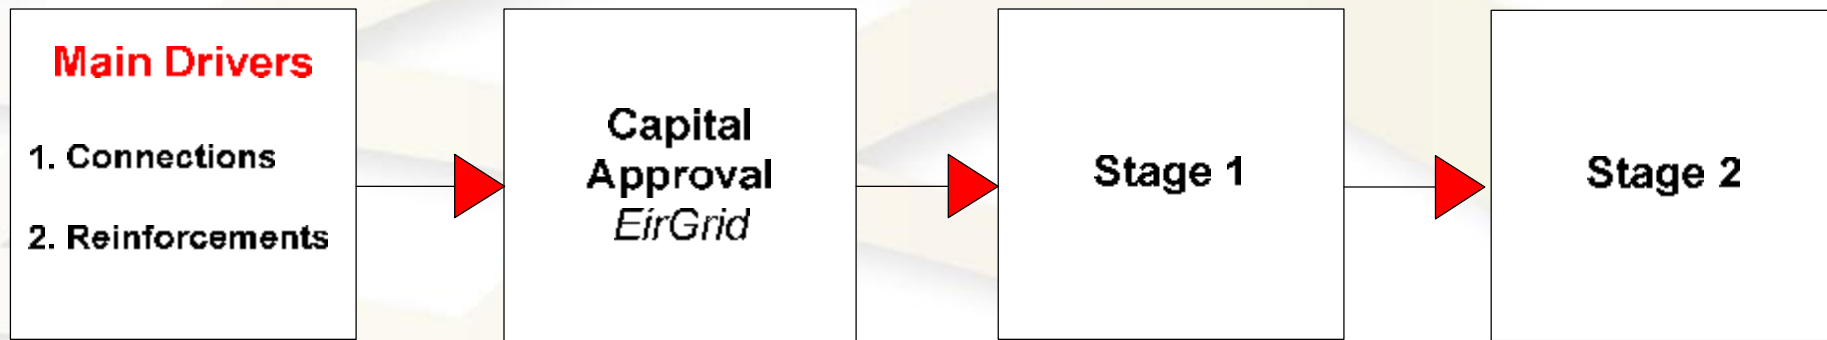 Main Drivers
1. Connections
2. Reinforcements
Capital
Approval
EirGrid
Stage 1
Stage 2